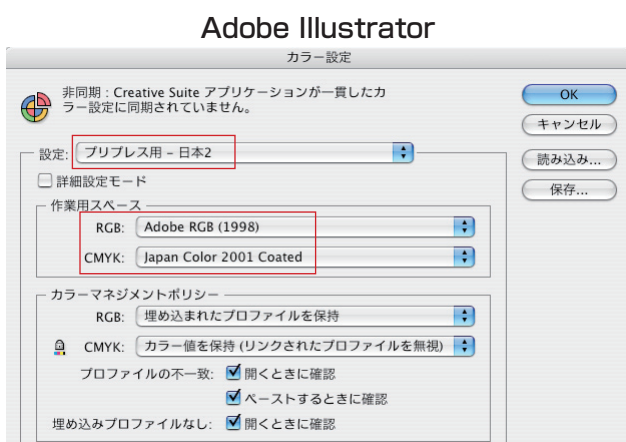 Adobe Illustrator
カラー設定
非同期 : Creative Suite アプリケーションが一貫したカ
ラー設定に同期されていません。
OK
キャンセル
読み込み...
保存...
設定: プリプレス用 – 日本2
詳細設定モード
作業用スペース
RGB: Adobe RGB (1998)
CMYK: Japan Color 2001 Coated
カラーマネジメントポリシー
RGB: 埋め込まれたプロファイルを保持
CMYK: カラー値を保持 (リンクされたプロファイルを無視)
プロファイルの不一致: 開くときに確認
ペーストするときに確認
埋め込みプロファイルなし: 開くときに確認